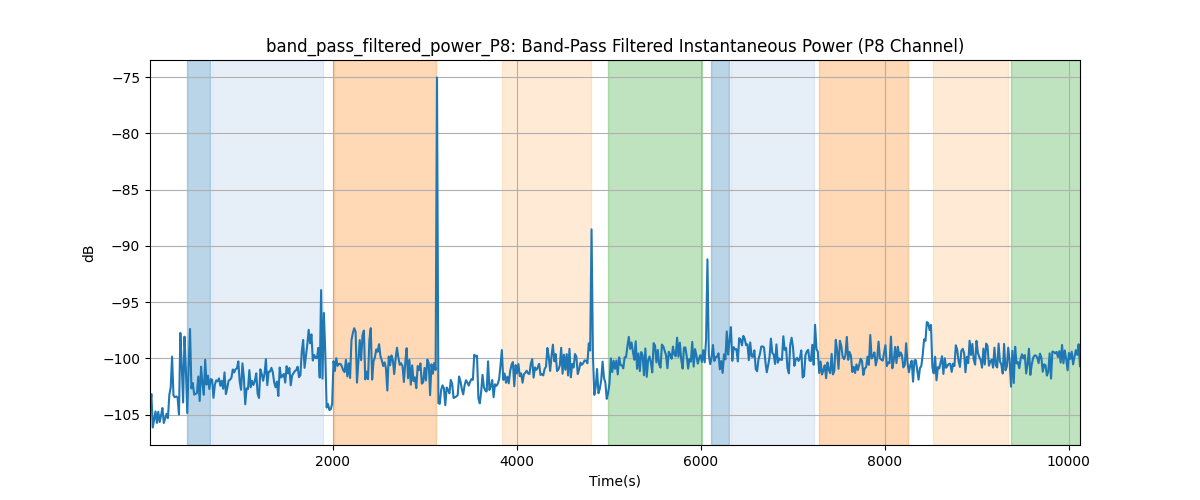 band_pass_filtered_power_P8: Band-Pass Filtered Instantaneous Power (P8 Channel)
−75
−80
−85
−90
−95
−100
−105
dB
2000 4000 6000 8000 10000
Time(s)